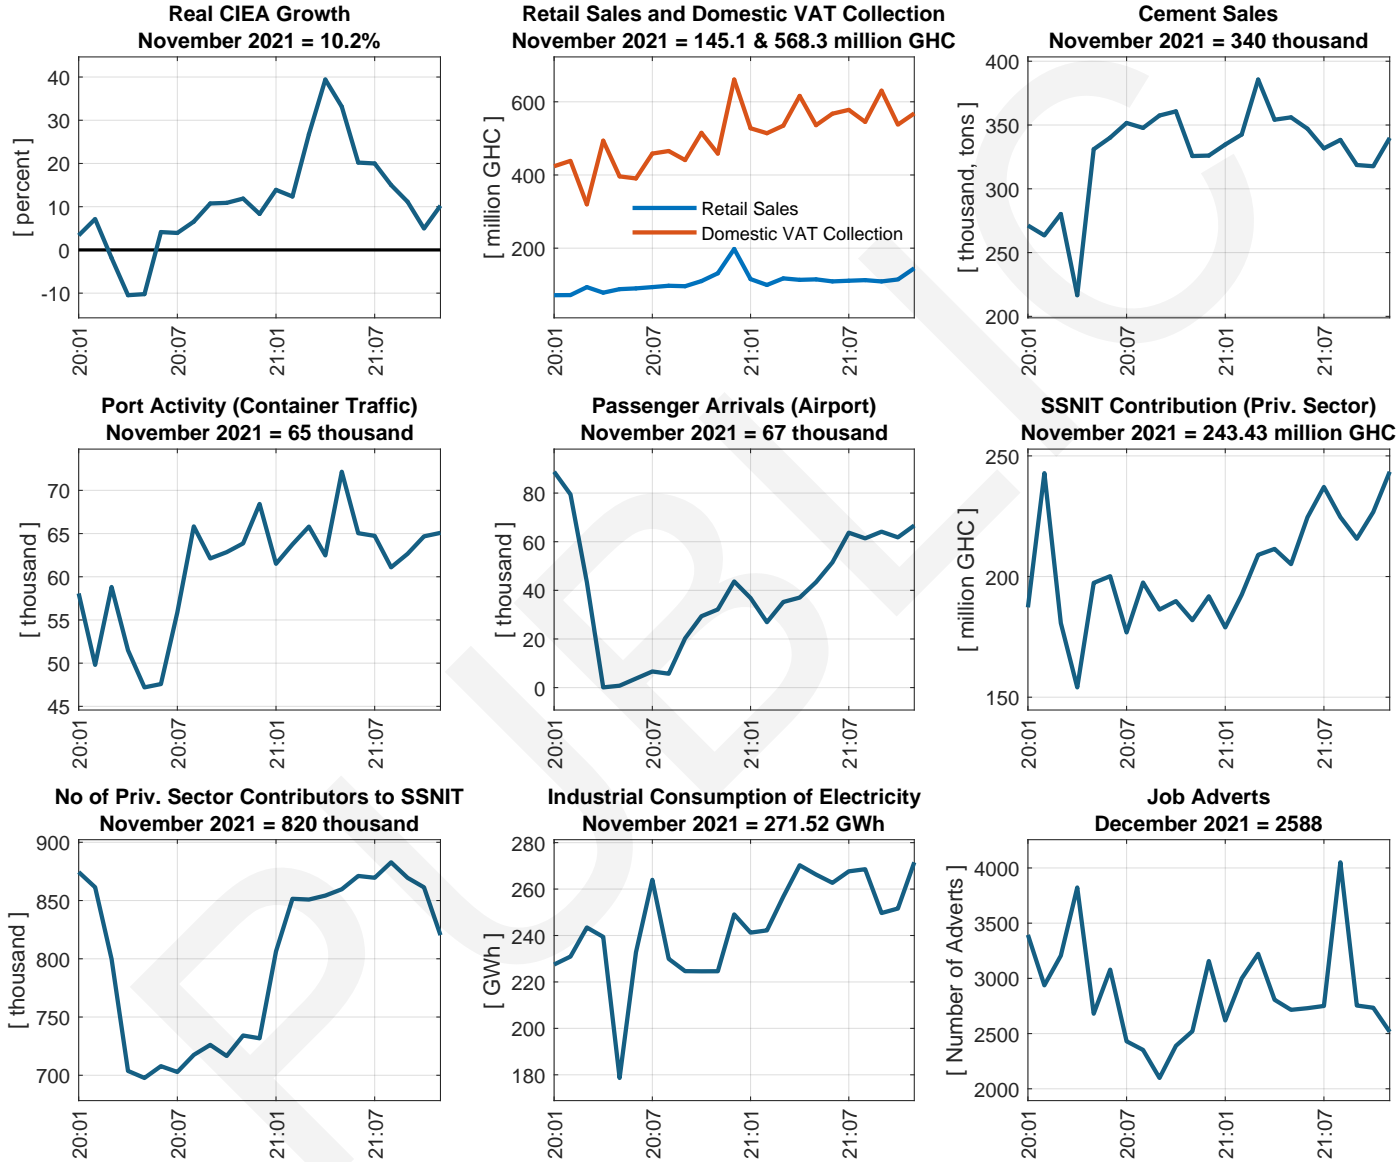 Real CIEA Growth
November 2021 = 10.2%
[ percent ]
40
30
20
10
0
-10
20:01
20:07
21:01
21:07
Retail Sales and Domestic VAT Collection
November 2021 = 145.1 & 568.3 million GHC
[ million GHC ]
600
400
200
Retail Sales
Domestic VAT Collection
20:01
20:07
21:01
21:07
Cement Sales
November 2021 = 340 thousand
[ thousand, tons ]
400
350
300
250
200
20:01
20:07
21:01
21:07
Port Activity (Container Traffic)
November 2021 = 65 thousand
[ thousand ]
70
65
60
55
50
45
20:01
20:07
21:01
21:07
Passenger Arrivals (Airport)
November 2021 = 67 thousand
[ thousand ]
80
60
40
20
0
20:01
20:07
21:01
21:07
SSNIT Contribution (Priv. Sector)
November 2021 = 243.43 million GHC
[ million GHC ]
250
200
150
20:01
20:07
21:01
21:07
No of Priv. Sector Contributors to SSNIT
November 2021 = 820 thousand
[ thousand ]
900
850
800
750
700
20:01
20:07
21:01
21:07
Industrial Consumption of Electricity
November 2021 = 271.52 GWh
[ GWh ]
280
260
240
220
200
180
20:01
20:07
21:01
21:07
Job Adverts
December 2021 = 2588
[ Number of Adverts ]
4000
3500
3000
2500
2000
20:01
20:07
21:01
21:07
PUBLIC